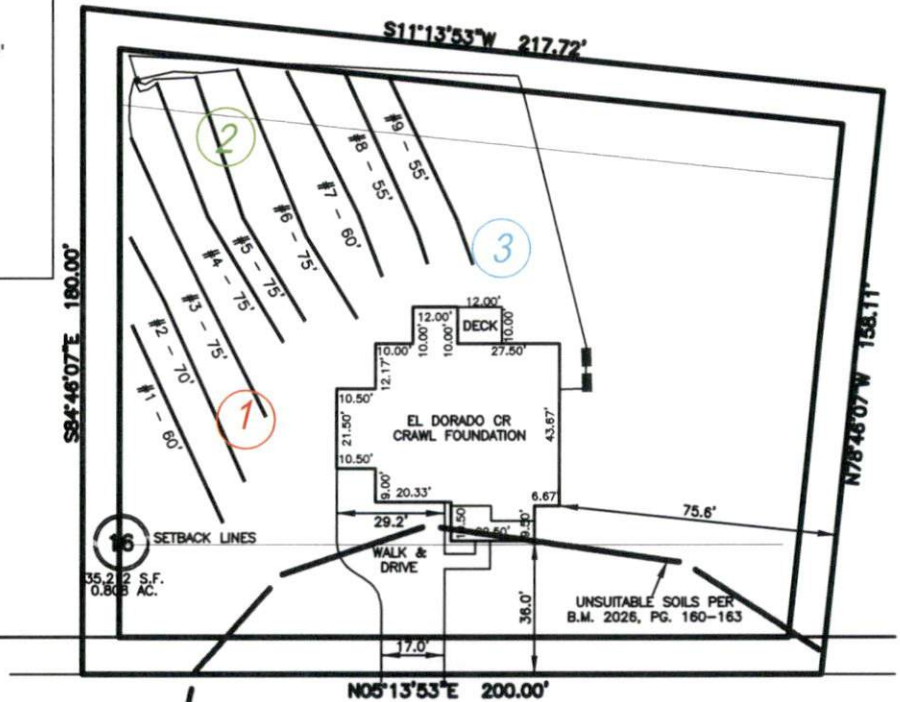 S11°13'53"W 217.72'
2
#9 - 55'
#8 - 55'
#7 - 60'
#6 - 75'
#5 - 75'
#4 - 75'
#3 - 75'
#2 - 70'
#1 - 60'
3
1
S84°46'07"E 180.00'
N78°46'07"W 158.11'
12.00'
12.00'
DECK
10.00'
10.00'
10.00'
10.00'
27.50'
12.17'
10.50'
EL DORADO CR
CRAWL FOUNDATION
21.50'
43.67'
10.50'
9.00'
20.33'
6.67'
29.2'
9.50'
75.6'
16
SETBACK LINES
WALK &
DRIVE
S.F.
0.808 AC.
36.0'
UNSUITABLE SOILS PER
B.M. 2026, PG. 160-163
17.0'
N05°13'53"E 200.00'